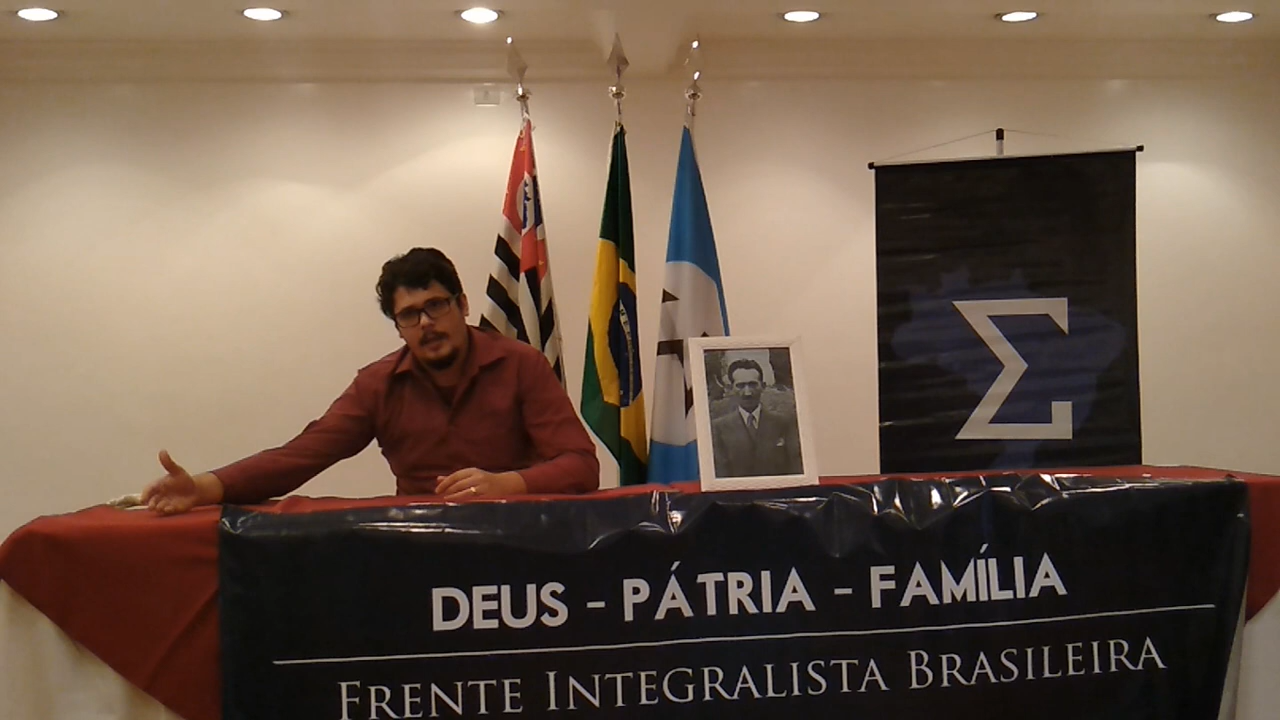 Σ
DEUS - PÁTRIA - FAMÍLIA
FRENTE INTEGRALISTA BRASILEIRA